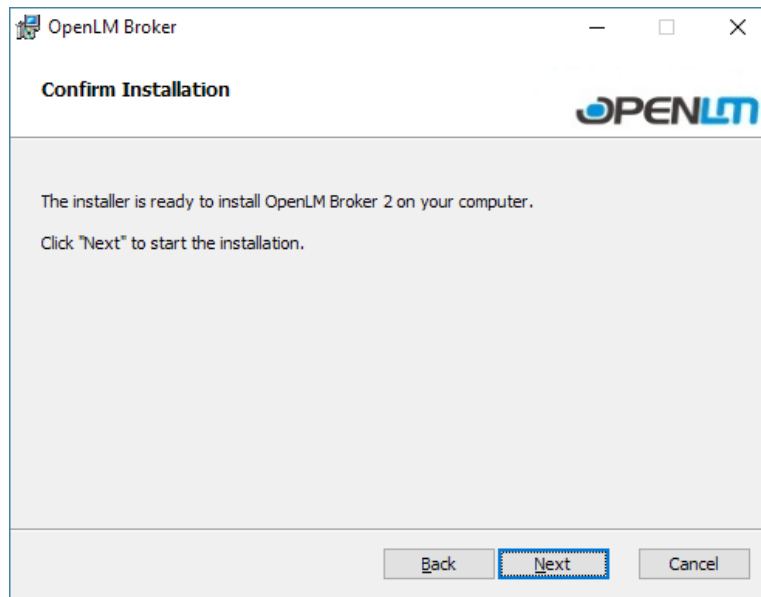 OpenLM Broker
Confirm Installation
OPENLM
The installer is ready to install OpenLM Broker 2 on your computer.
Click "Next" to start the installation.
Back Next Cancel